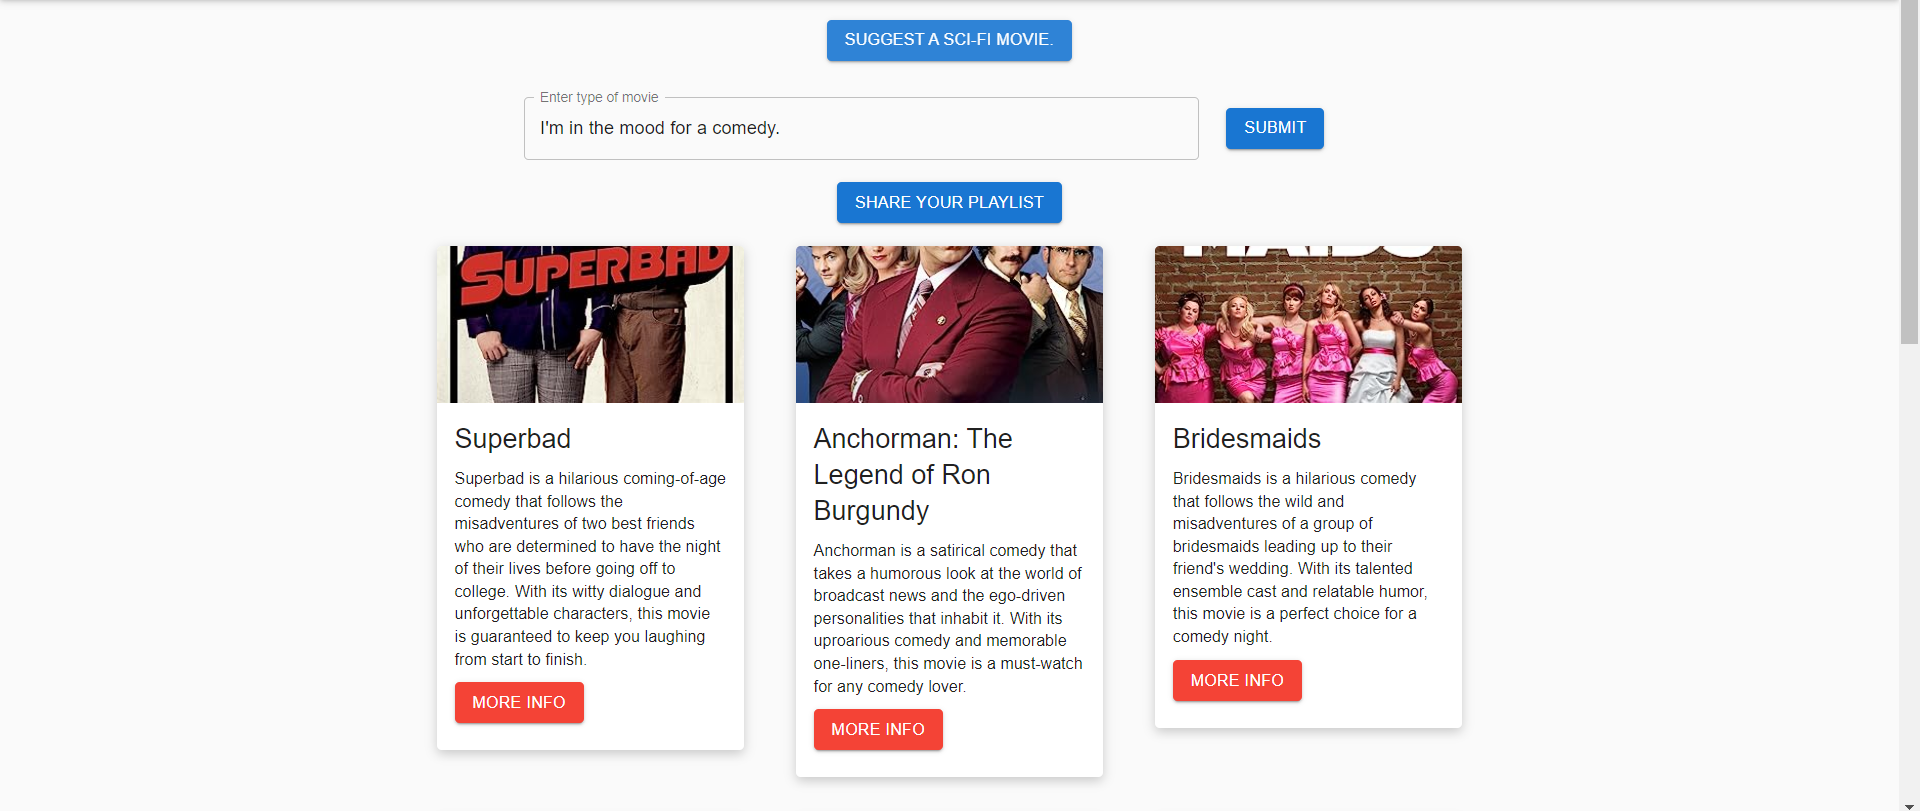 SUGGEST A SCI-FI MOVIE.
Enter type of movie
I'm in the mood for a comedy.
SUBMIT
SHARE YOUR PLAYLIST
SUPERBAD
Superbad
Superbad is a hilarious coming-of-age
comedy that follows the
misadventures of two best friends
who are determined to have the night
of their lives before going off to
college. With its witty dialogue and
unforgettable characters, this movie
is guaranteed to keep you laughing
from start to finish.
MORE INFO
Anchorman: The
Legend of Ron
Burgundy
Anchorman is a satirical comedy that
takes a humorous look at the world of
broadcast news and the ego-driven
personalities that inhabit it. With its
uproarious comedy and memorable
one-liners, this movie is a must-watch
for any comedy lover.
MORE INFO
Bridesmaids
Bridesmaids is a hilarious comedy
that follows the wild and
misadventures of a group of
bridesmaids leading up to their
friend's wedding. With its talented
ensemble cast and relatable humor,
this movie is a perfect choice for a
comedy night.
MORE INFO